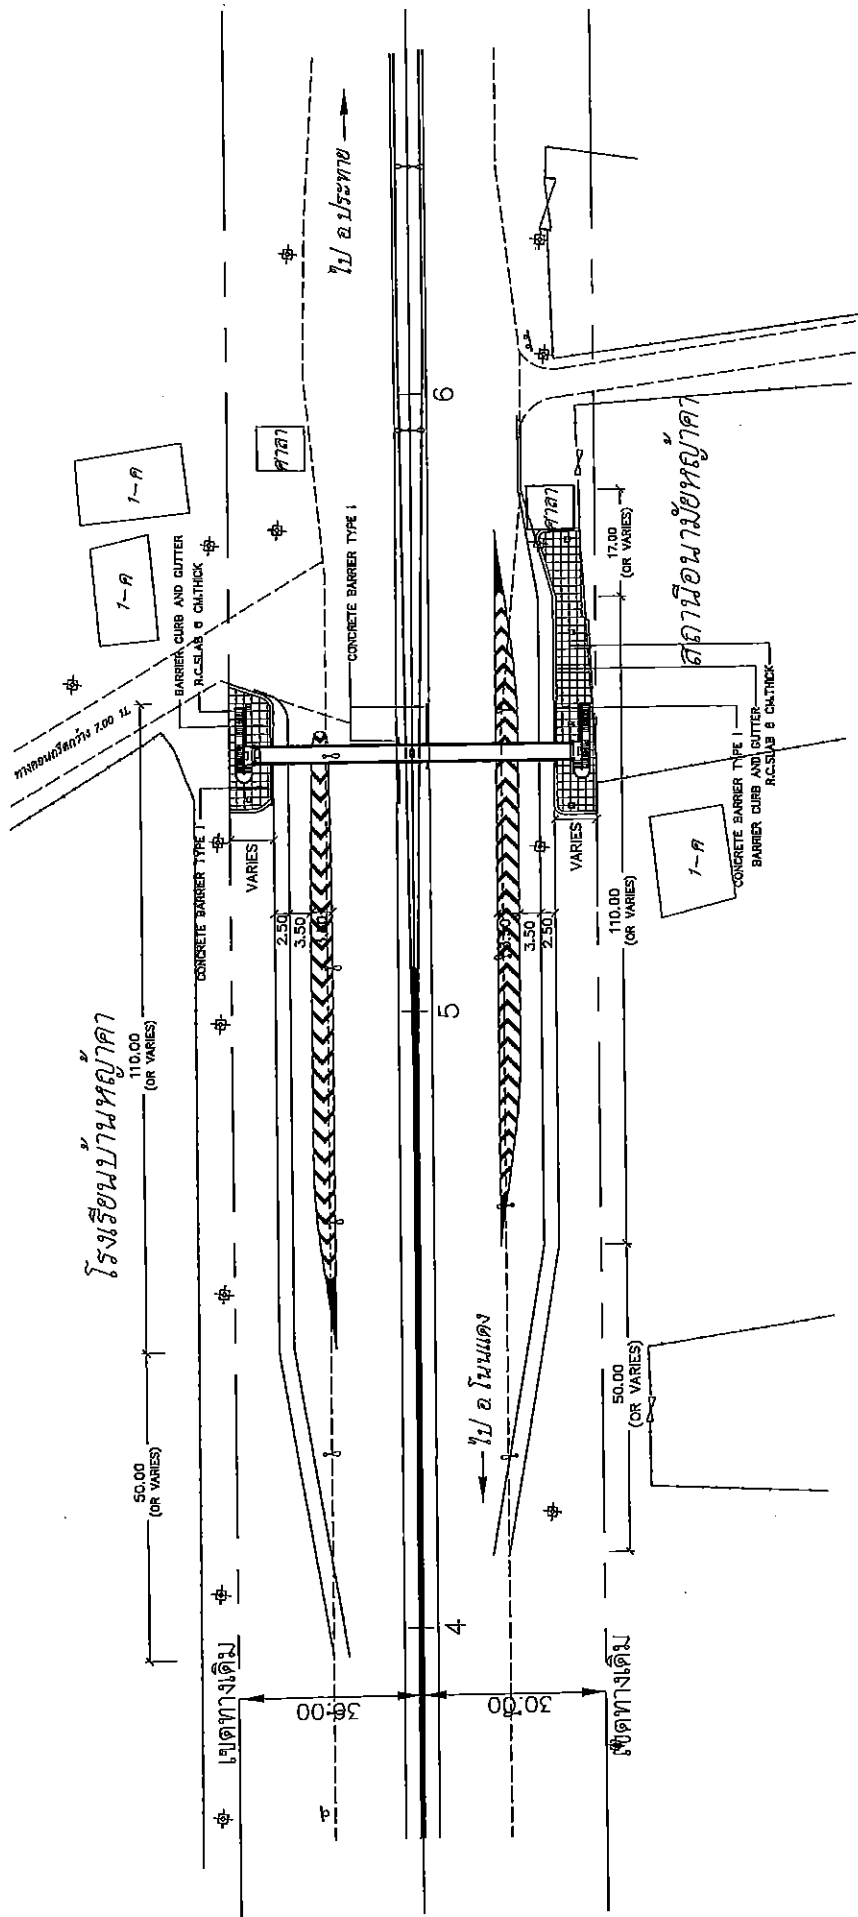 ไป อ.ประทาย
ศาลา
1-ค
1-ค
ทางคอนกรีตกว้าง 7.00 ม.
BARRIER CURB AND GUTTER
R.C.SLAB 6 CM.THICK
CONCRETE BARRIER TYPE I
CONCRETE BARRIER TYPE I
VARIES
2.50
3.50
โรงเรียนบ้านหญ้าคา
110.00
(OR VARIES)
50.00
(OR VARIES)
6
5
4
ศาลา
17.00
(OR VARIES)
สถานีอนามัยหญ้าคา
CONCRETE BARRIER TYPE I
BARRIER CURB AND GUTTER
R.C.SLAB 6 CM.THICK
VARIES
1-ค
3.50
2.50
110.00
(OR VARIES)
50.00
(OR VARIES)
ไป อ.โนนแดง
เขตทางเดิม
30.00
30.00
เขตทางเดิม